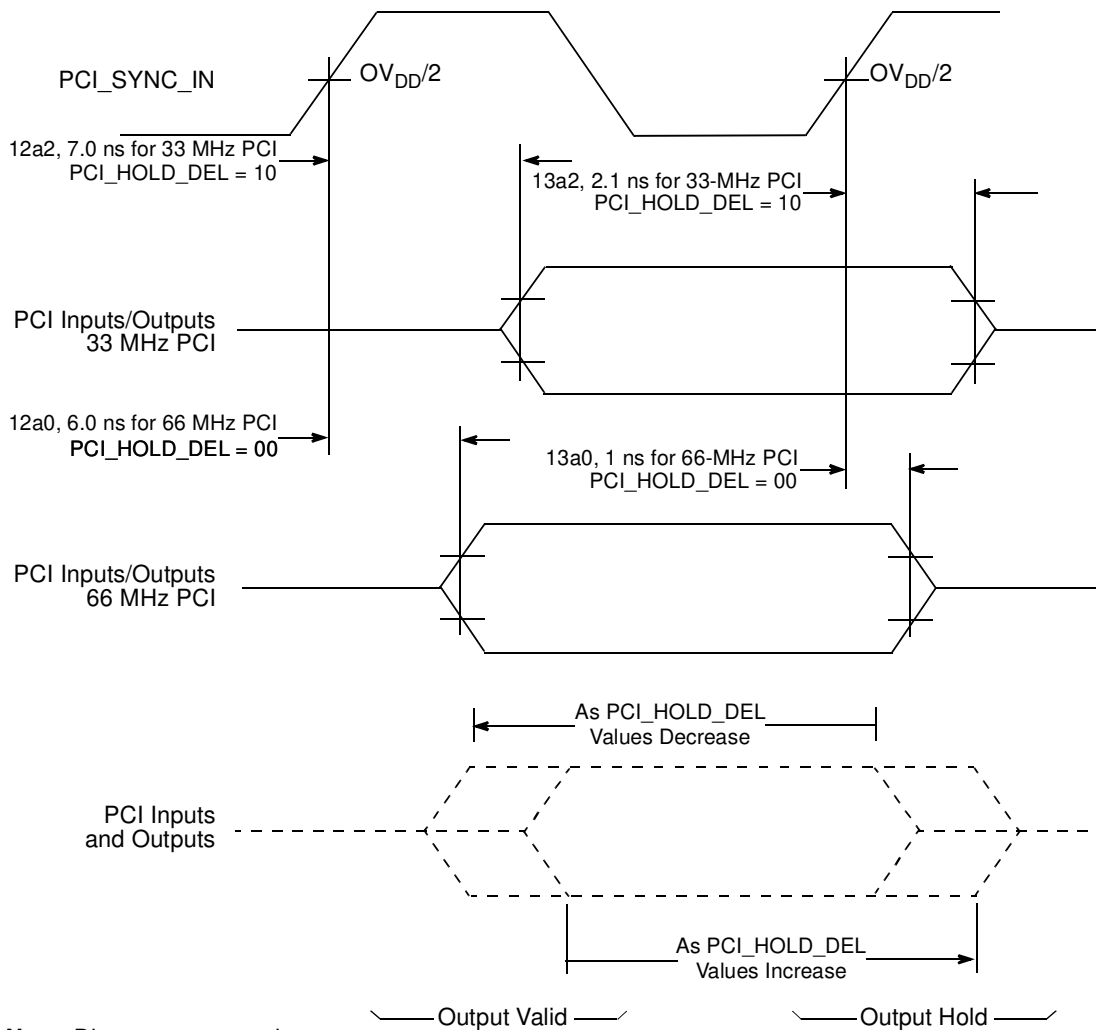 PCI_SYNC_IN
OV_DD/2
OV_DD/2
12a2, 7.0 ns for 33 MHz PCI
PCI_HOLD_DEL = 10
13a2, 2.1 ns for 33-MHz PCI
PCI_HOLD_DEL = 10
PCI Inputs/Outputs
33 MHz PCI
12a0, 6.0 ns for 66 MHz PCI
PCI_HOLD_DEL = 00
13a0, 1 ns for 66-MHz PCI
PCI_HOLD_DEL = 00
PCI Inputs/Outputs
66 MHz PCI
As PCI_HOLD_DEL
Values Decrease
PCI Inputs
and Outputs
As PCI_HOLD_DEL
Values Increase
Output Valid
Output Hold